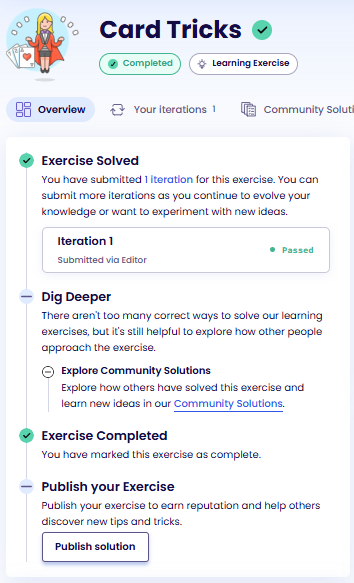 Card Tricks
Completed
Learning Exercise
Overview
Your iterations 1
Community Soluti
Exercise Solved
You have submitted 1 iteration for this exercise. You can
submit more iterations as you continue to evolve your
knowledge or want to experiment with new ideas.
Iteration 1
Submitted via Editor
Passed
Dig Deeper
There aren't too many correct ways to solve our learning
exercises, but it's still helpful to explore how other people
approach the exercise.
Explore Community Solutions
Explore how others have solved this exercise and
learn new ideas in our Community Solutions.
Exercise Completed
You have marked this exercise as complete.
Publish your Exercise
Publish your exercise to earn reputation and help others
discover new tips and tricks.
Publish solution